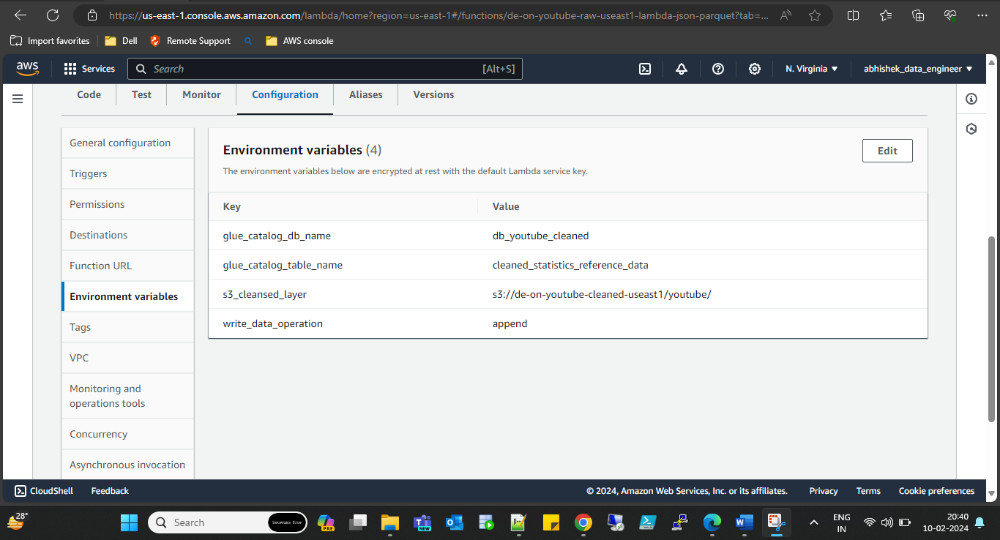 https://us-east-1.console.aws.amazon.com/lambda/home?region=us-east-1#/functions/de-on-youtube-raw-useast1-lambda-json-parquet?tab=...
Import favorites
Dell
Remote Support
AWS console
aws
Services
Search
[Alt+S]
N. Virginia
abhishek_data_engineer
Code
Test
Monitor
Configuration
Aliases
Versions
General configuration
Triggers
Permissions
Destinations
Function URL
Environment variables
Tags
VPC
Monitoring and
operations tools
Concurrency
Asynchronous invocation
Environment variables (4)
Edit
The environment variables below are encrypted at rest with the default Lambda service key.
Key
Value
glue_catalog_db_name
db_youtube_cleaned
glue_catalog_table_name
cleaned_statistics_reference_data
s3_cleansed_layer
s3://de-on-youtube-cleaned-useast1/youtube/
write_data_operation
append
CloudShell
Feedback
© 2024, Amazon Web Services, Inc. or its affiliates.
Privacy
Terms
Cookie preferences
28°
Search
Shoppers Stop
PRE
NEW
ENG
IN
20:40
10-02-2024